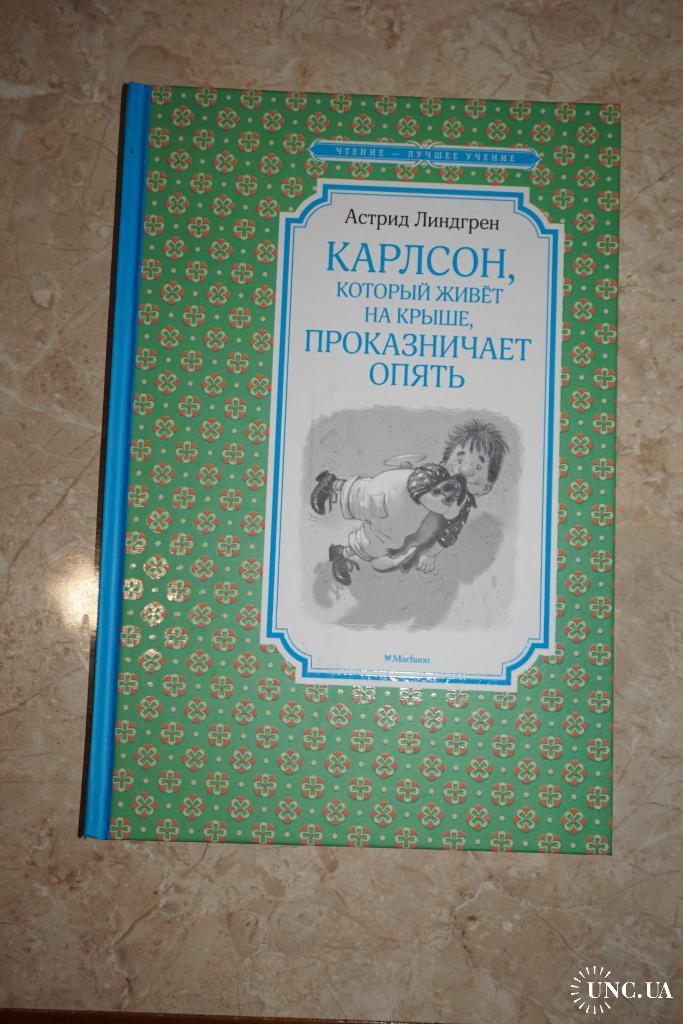 ЧТЕНИЕ — ЛУЧШЕЕ УЧЕНИЕ
Астрид Линдгрен
КАРЛСОН,
КОТОРЫЙ ЖИВЁТ
НА КРЫШЕ,
ПРОКАЗНИЧАЕТ
ОПЯТЬ
Machaon
UNC.UA